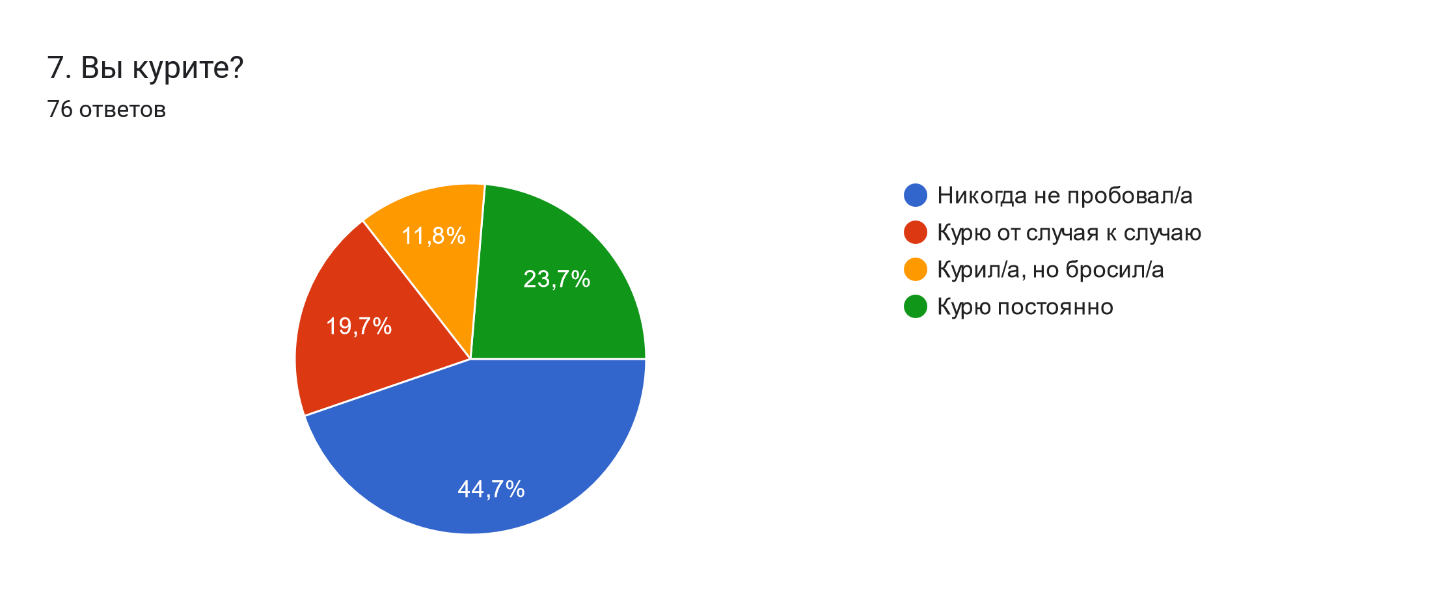 7. Вы курите?
76 ответов
Никогда не пробовал/а
Курю от случая к случаю
Курил/а, но бросил/а
Курю постоянно
11,8%
23,7%
19,7%
44,7%